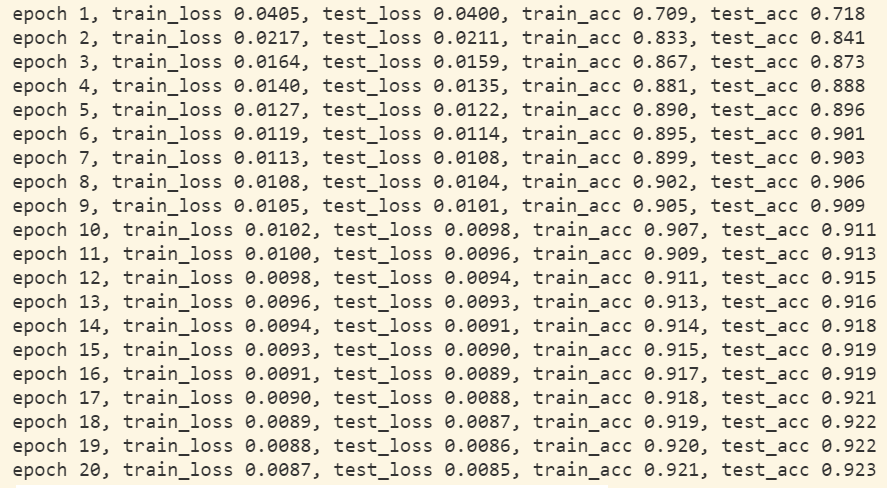 epoch 1, train_loss 0.0405, test_loss 0.0400, train_acc 0.709, test_acc 0.718
epoch 2, train_loss 0.0217, test_loss 0.0211, train_acc 0.833, test_acc 0.841
epoch 3, train_loss 0.0164, test_loss 0.0159, train_acc 0.867, test_acc 0.873
epoch 4, train_loss 0.0140, test_loss 0.0135, train_acc 0.881, test_acc 0.888
epoch 5, train_loss 0.0127, test_loss 0.0122, train_acc 0.890, test_acc 0.896
epoch 6, train_loss 0.0119, test_loss 0.0114, train_acc 0.895, test_acc 0.901
epoch 7, train_loss 0.0113, test_loss 0.0108, train_acc 0.899, test_acc 0.903
epoch 8, train_loss 0.0108, test_loss 0.0104, train_acc 0.902, test_acc 0.906
epoch 9, train_loss 0.0105, test_loss 0.0101, train_acc 0.905, test_acc 0.909
epoch 10, train_loss 0.0102, test_loss 0.0098, train_acc 0.907, test_acc 0.911
epoch 11, train_loss 0.0100, test_loss 0.0096, train_acc 0.909, test_acc 0.913
epoch 12, train_loss 0.0098, test_loss 0.0094, train_acc 0.911, test_acc 0.915
epoch 13, train_loss 0.0096, test_loss 0.0093, train_acc 0.913, test_acc 0.916
epoch 14, train_loss 0.0094, test_loss 0.0091, train_acc 0.914, test_acc 0.918
epoch 15, train_loss 0.0093, test_loss 0.0090, train_acc 0.915, test_acc 0.919
epoch 16, train_loss 0.0091, test_loss 0.0089, train_acc 0.917, test_acc 0.919
epoch 17, train_loss 0.0090, test_loss 0.0088, train_acc 0.918, test_acc 0.921
epoch 18, train_loss 0.0089, test_loss 0.0087, train_acc 0.919, test_acc 0.922
epoch 19, train_loss 0.0088, test_loss 0.0086, train_acc 0.920, test_acc 0.922
epoch 20, train_loss 0.0087, test_loss 0.0085, train_acc 0.921, test_acc 0.923